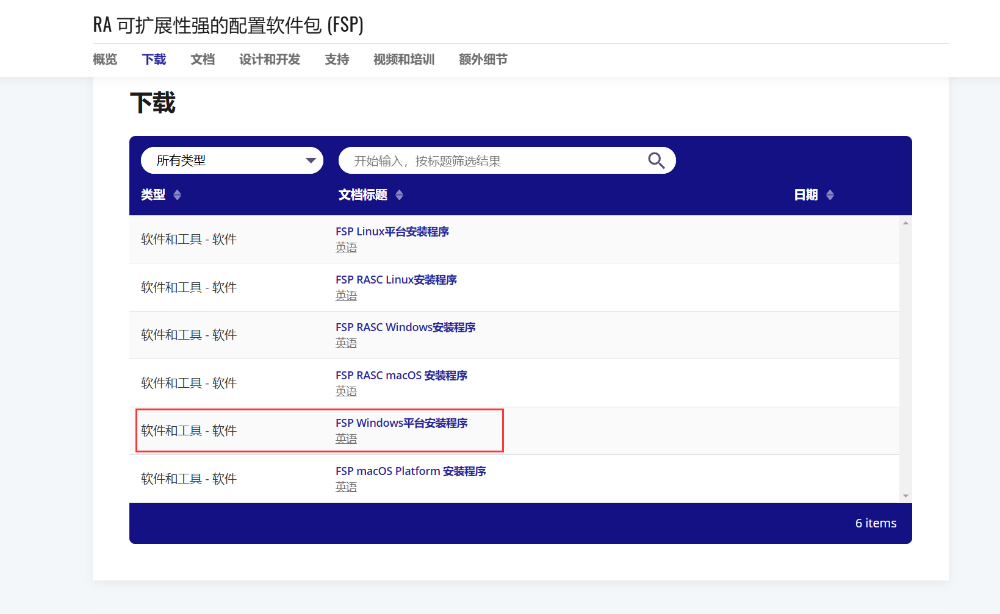 RA 可扩展性强的配置软件包 (FSP)
概览 下载 文档 设计和开发 支持 视频和培训 额外细节
下载
所有类型 开始输入，按标题筛选结果
类型 文档标题 日期
软件和工具 - 软件 FSP Linux平台安装程序
英语
软件和工具 - 软件 FSP RASC Linux安装程序
英语
软件和工具 - 软件 FSP RASC Windows安装程序
英语
软件和工具 - 软件 FSP RASC macOS 安装程序
英语
软件和工具 - 软件 FSP Windows平台安装程序
英语
软件和工具 - 软件 FSP macOS Platform 安装程序
英语
6 items